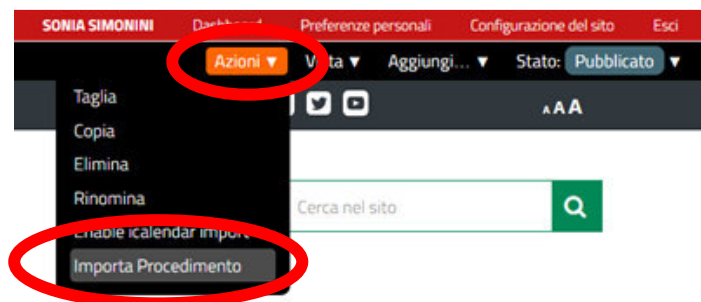 SONIA SIMONINI Dashboard Preferenze personali Configurazione del sito Esci
Azioni ▼ Vista ▼ Aggiungi... ▼ Stato: Pubblicato ▼
Taglia
A A A
Copia
Elimina
Rinomina
Cerca nel sito
Enable icalendar import
Importa Procedimento